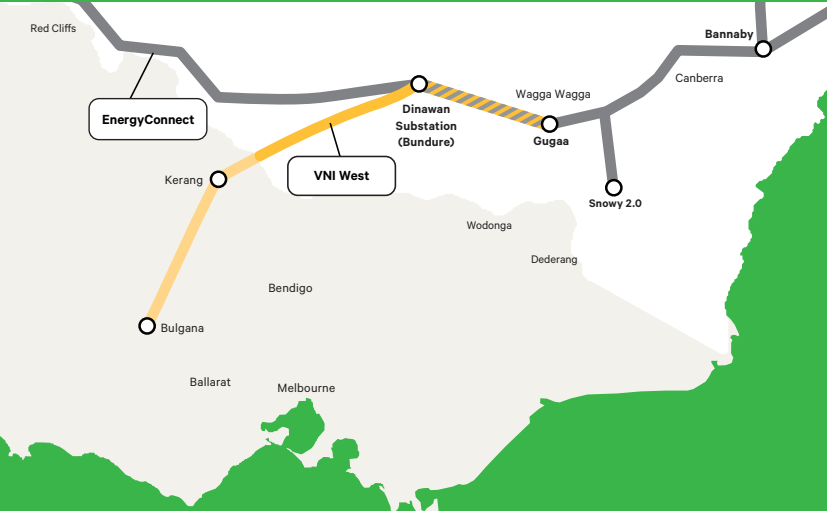 Red Cliffs
Bannaby
Canberra
Wagga Wagga
EnergyConnect
Dinawan
Substation
(Bundure)
Gugaa
VNI West
Kerang
Snowy 2.0
Wodonga
Dederang
Bendigo
Bulgana
Ballarat
Melbourne